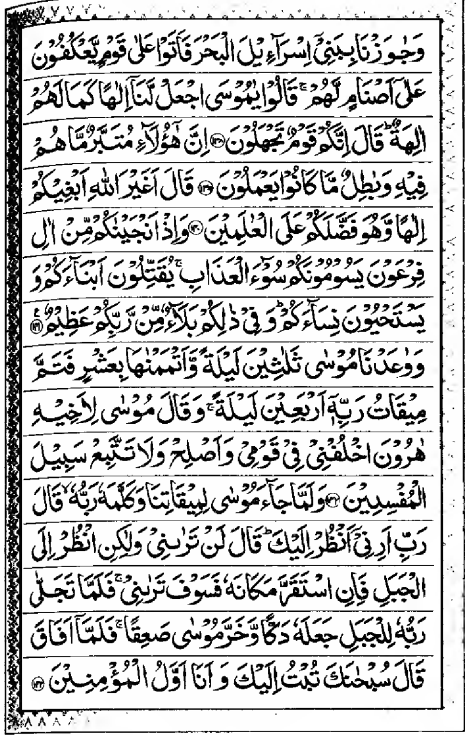 وَجٰوَزْنَا بِبَنِیْۤ اِسْرَآءِیْلَ الْبَحْرَ فَاَتَوْا عَلٰی قَوْمٍ یَّعْكُفُوْنَ
عَلٰۤی اَصْنَامٍ لَّهُمْ ۚ قَالُوْا یٰمُوْسَی اجْعَلْ لَّنَاۤ اِلٰهًا كَمَا لَهُمْ
اٰلِهَةٌ ؕ قَالَ اِنَّكُمْ قَوْمٌ تَجْهَلُوْنَ ۝۱۳۸ اِنَّ هٰۤؤُلَآءِ مُتَبَّرٌ مَّا هُمْ
فِیْهِ وَبٰطِلٌ مَّا كَانُوْا یَعْمَلُوْنَ ۝۱۳۹ قَالَ اَغَیْرَ اللّٰهِ اَبْغِیْكُمْ
اِلٰهًا وَّهُوَ فَضَّلَكُمْ عَلَی الْعٰلَمِیْنَ ۝۱۴۰ وَاِذْ اَنْجَیْنٰكُمْ مِّنْ اٰلِ
فِرْعَوْنَ یَسُوْمُوْنَكُمْ سُوْٓءَ الْعَذَابِ ۚ یُقَتِّلُوْنَ اَبْنَآءَكُمْ وَ
یَسْتَحْیُوْنَ نِسَآءَكُمْ ؕ وَفِیْ ذٰلِكُمْ بَلَآءٌ مِّنْ رَّبِّكُمْ عَظِیْمٌ ۝۱۴۱
وَوٰعَدْنَا مُوْسٰی ثَلٰثِیْنَ لَیْلَةً وَّاَتْمَمْنٰهَا بِعَشْرٍ فَتَمَّ
مِیْقَاتُ رَبِّهٖۤ اَرْبَعِیْنَ لَیْلَةً ۚ وَقَالَ مُوْسٰی لِاَخِیْهِ
هٰرُوْنَ اخْلُفْنِیْ فِیْ قَوْمِیْ وَاَصْلِحْ وَلَا تَتَّبِعْ سَبِیْلَ
الْمُفْسِدِیْنَ ۝۱۴۲ وَلَمَّا جَآءَ مُوْسٰی لِمِیْقَاتِنَا وَكَلَّمَهٗ رَبُّهٗ ۙ قَالَ
رَبِّ اَرِنِیْۤ اَنْظُرْ اِلَیْكَ ؕ قَالَ لَنْ تَرٰىنِیْ وَلٰكِنِ انْظُرْ اِلَی
الْجَبَلِ فَاِنِ اسْتَقَرَّ مَكَانَهٗ فَسَوْفَ تَرٰىنِیْ ۚ فَلَمَّا تَجَلّٰی
رَبُّهٗ لِلْجَبَلِ جَعَلَهٗ دَكًّا وَّخَرَّ مُوْسٰی صَعِقًا ۚ فَلَمَّاۤ اَفَاقَ
قَالَ سُبْحٰنَكَ تُبْتُ اِلَیْكَ وَاَنَا اَوَّلُ الْمُؤْمِنِیْنَ ۝۱۴۳